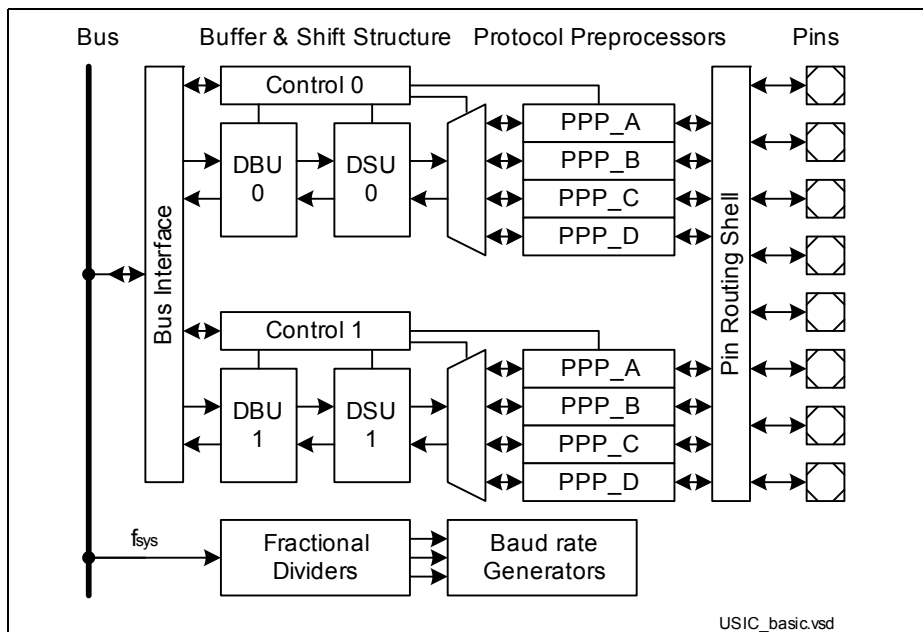 Bus
Buffer & Shift Structure
Protocol Preprocessors
Pins
Control 0
DBU
0
DSU
0
PPP_A
PPP_B
PPP_C
PPP_D
Bus Interface
Pin Routing Shell
Control 1
DBU
1
DSU
1
PPP_A
PPP_B
PPP_C
PPP_D
fsys
Fractional
Dividers
Baud rate
Generators
USIC_basic.vsd